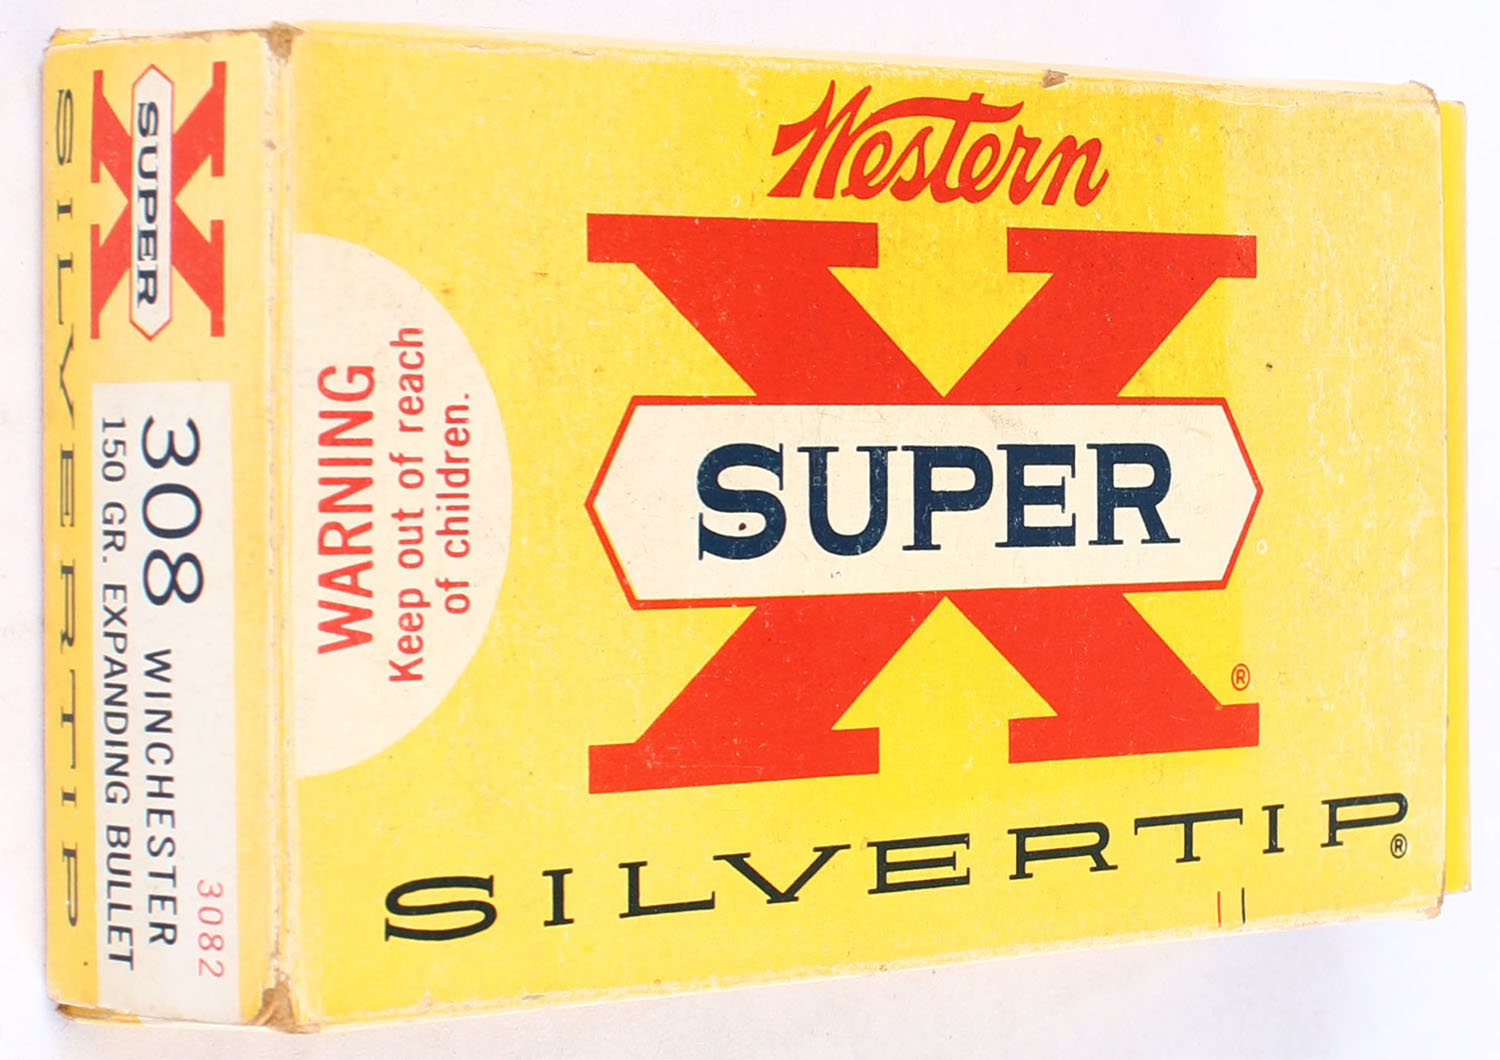 Western
SUPER
X
®
SILVERTIP®
WARNING
Keep out of reach
of children.
SUPER
X
308 WINCHESTER
150 GR. EXPANDING BULLET
3082
SILVERTIP